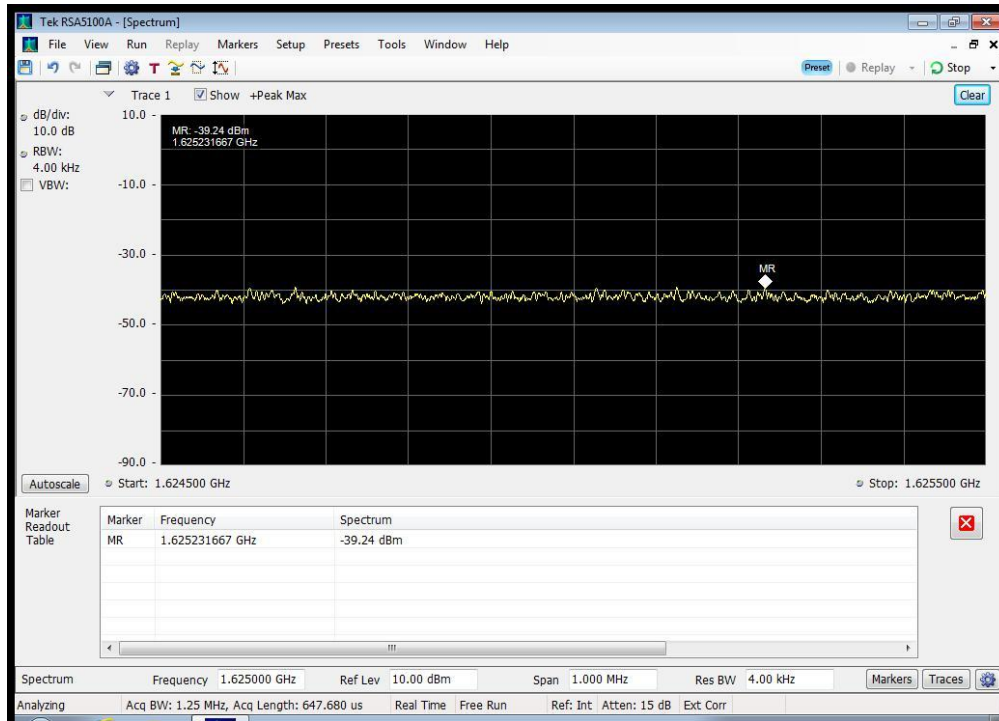 Tek RSA5100A - [Spectrum]
File View Run Replay Markers Setup Presets Tools Window Help
T Preset Replay Stop
Trace 1 Show +Peak Max Clear
dB/div:
10.0 dB
RBW:
4.00 kHz
VBW:
10.0 -
-10.0 -
-30.0 -
-50.0 -
-70.0 -
-90.0 -
MR: -39.24 dBm
1.625231667 GHz
MR
Autoscale Start: 1.624500 GHz Stop: 1.625500 GHz
Marker
Readout
Table
Marker Frequency Spectrum
MR 1.625231667 GHz -39.24 dBm
Spectrum Frequency 1.625000 GHz Ref Lev 10.00 dBm Span 1.000 MHz Res BW 4.00 kHz Markers Traces
Analyzing Acq BW: 1.25 MHz, Acq Length: 647.680 us Real Time Free Run Ref: Int Atten: 15 dB Ext Corr